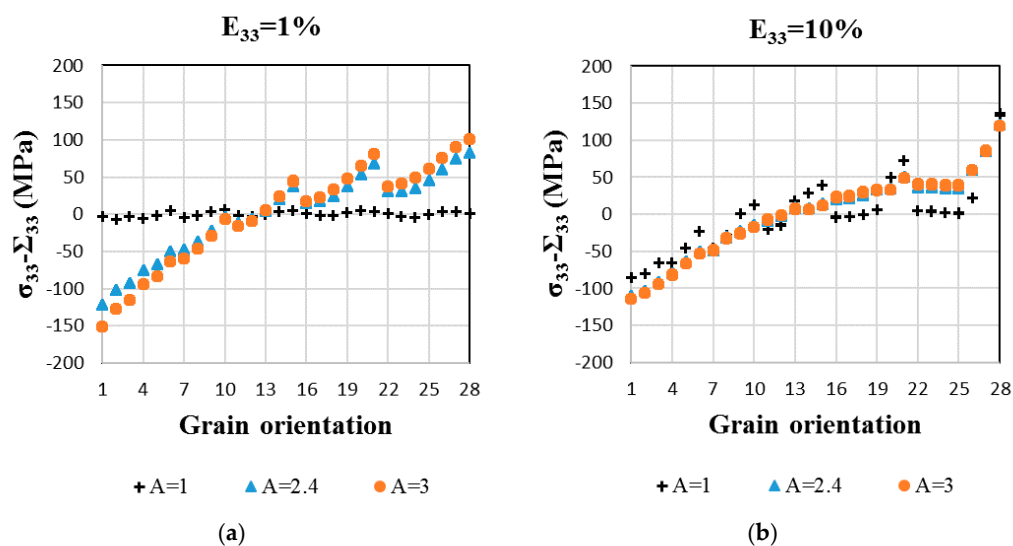 E₃₃=1%
200
150
100
50
0
-50
-100
-150
-200
σ₃₃-Σ₃₃ (MPa)
1 4 7 10 13 16 19 22 25 28
Grain orientation
A=1 A=2.4 A=3
(a)
E₃₃=10%
200
150
100
50
0
-50
-100
-150
-200
σ₃₃-Σ₃₃ (MPa)
1 4 7 10 13 16 19 22 25 28
Grain orientation
A=1 A=2.4 A=3
(b)